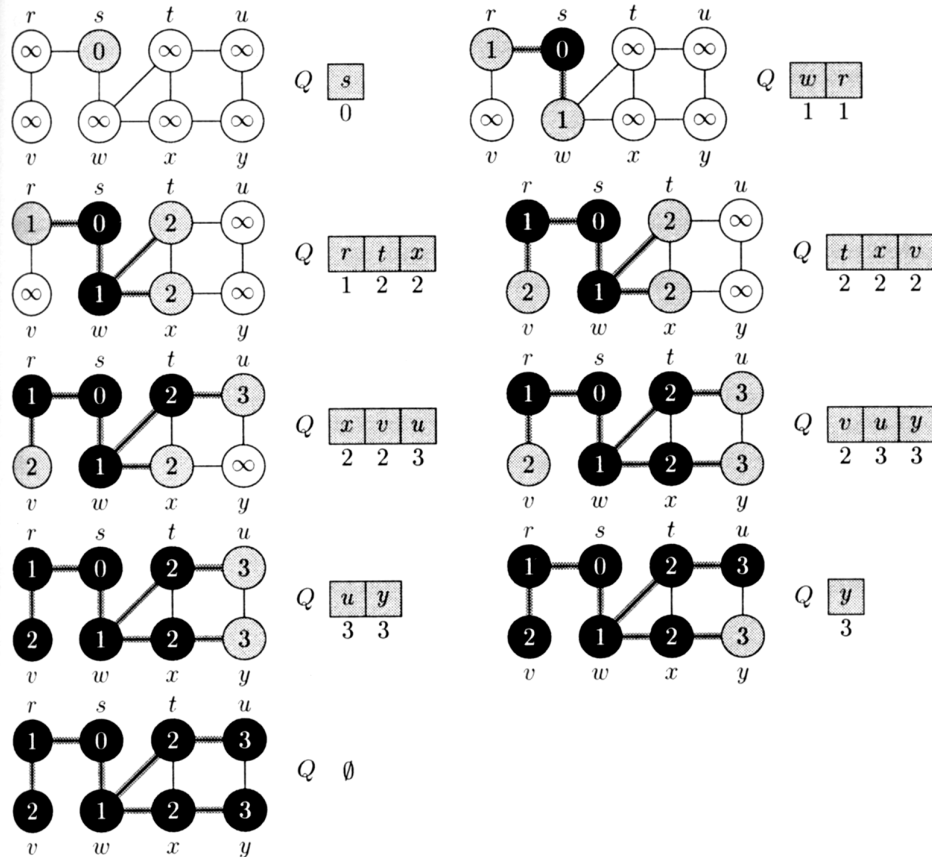 r s t u
∞ 0 ∞ ∞
Q s
0
∞ ∞ ∞ ∞
v w x y
r s t u
1 0 ∞ ∞
Q w r
1 1
∞ 1 ∞ ∞
v w x y
r s t u
1 0 2 ∞
Q r t x
1 2 2
∞ 1 2 ∞
v w x y
r s t u
1 0 2 ∞
Q t x v
2 2 2
2 1 2 ∞
v w x y
r s t u
1 0 2 3
Q x v u
2 2 3
2 1 2 ∞
v w x y
r s t u
1 0 2 3
Q v u y
2 3 3
2 1 2 3
v w x y
r s t u
1 0 2 3
Q u y
3 3
2 1 2 3
v w x y
r s t u
1 0 2 3
Q y
3
2 1 2 3
v w x y
r s t u
1 0 2 3
Q ∅
2 1 2 3
v w x y